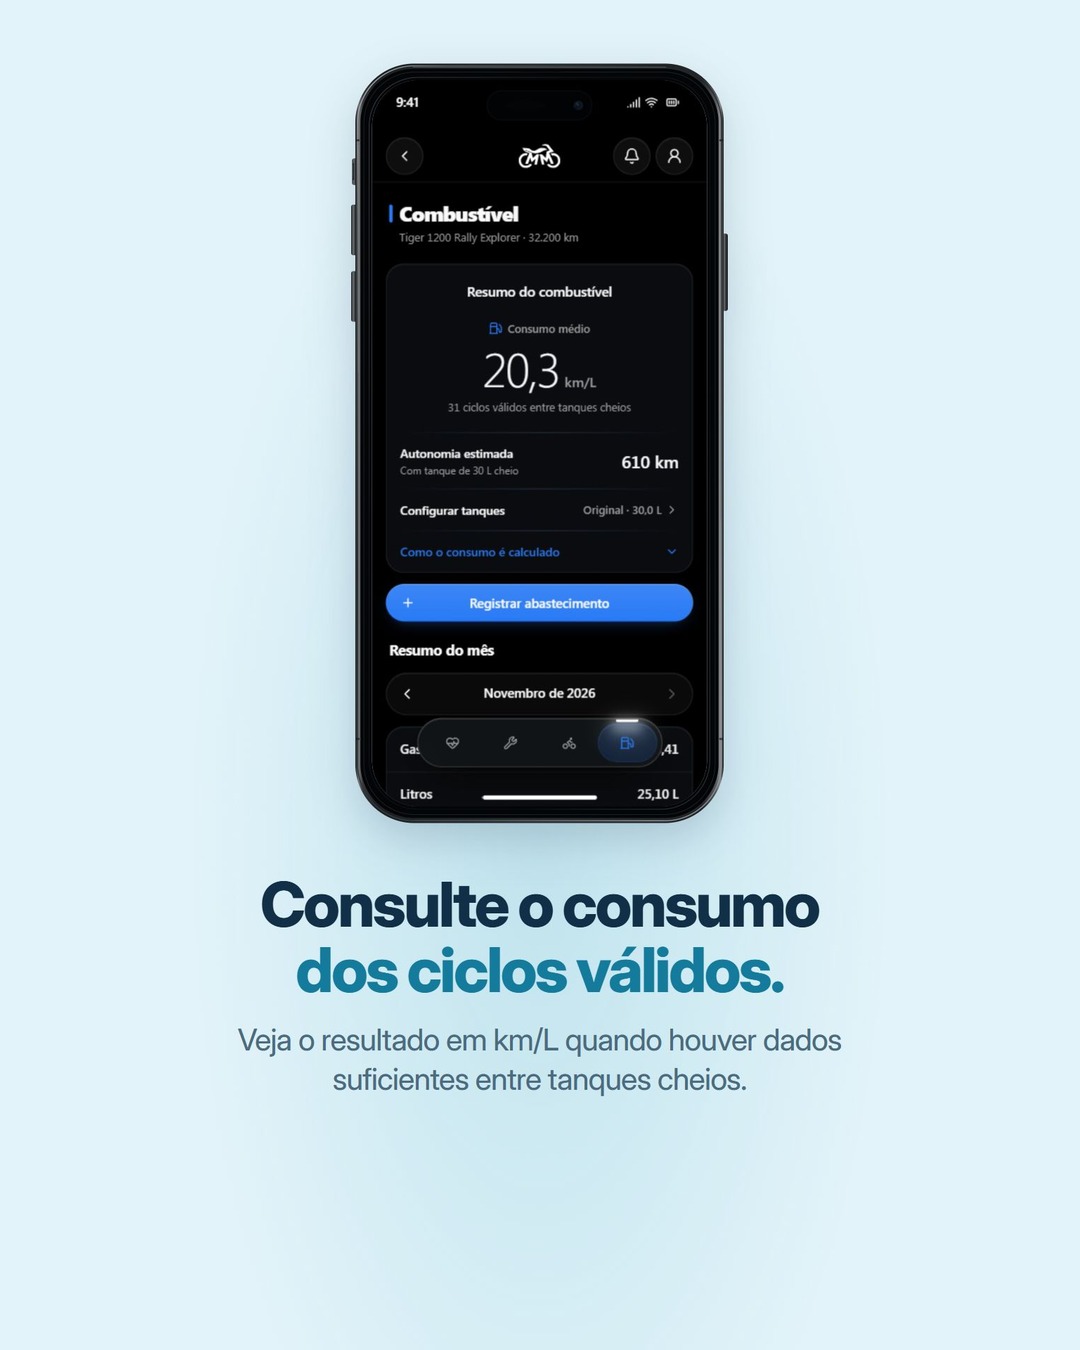 9:41
MM
Combustível
Tiger 1200 Rally Explorer · 32.200 km
Resumo do combustível
Consumo médio
20,3 km/L
31 ciclos válidos entre tanques cheios
Autonomia estimada
610 km
Com tanque de 30 L cheio
Configurar tanques
Original · 30,0 L
Como o consumo é calculado
+ Registrar abastecimento
Resumo do mês
Novembro de 2026
Litros
25,10 L
Consulte o consumo
dos ciclos válidos.
Veja o resultado em km/L quando houver dados
suficientes entre tanques cheios.